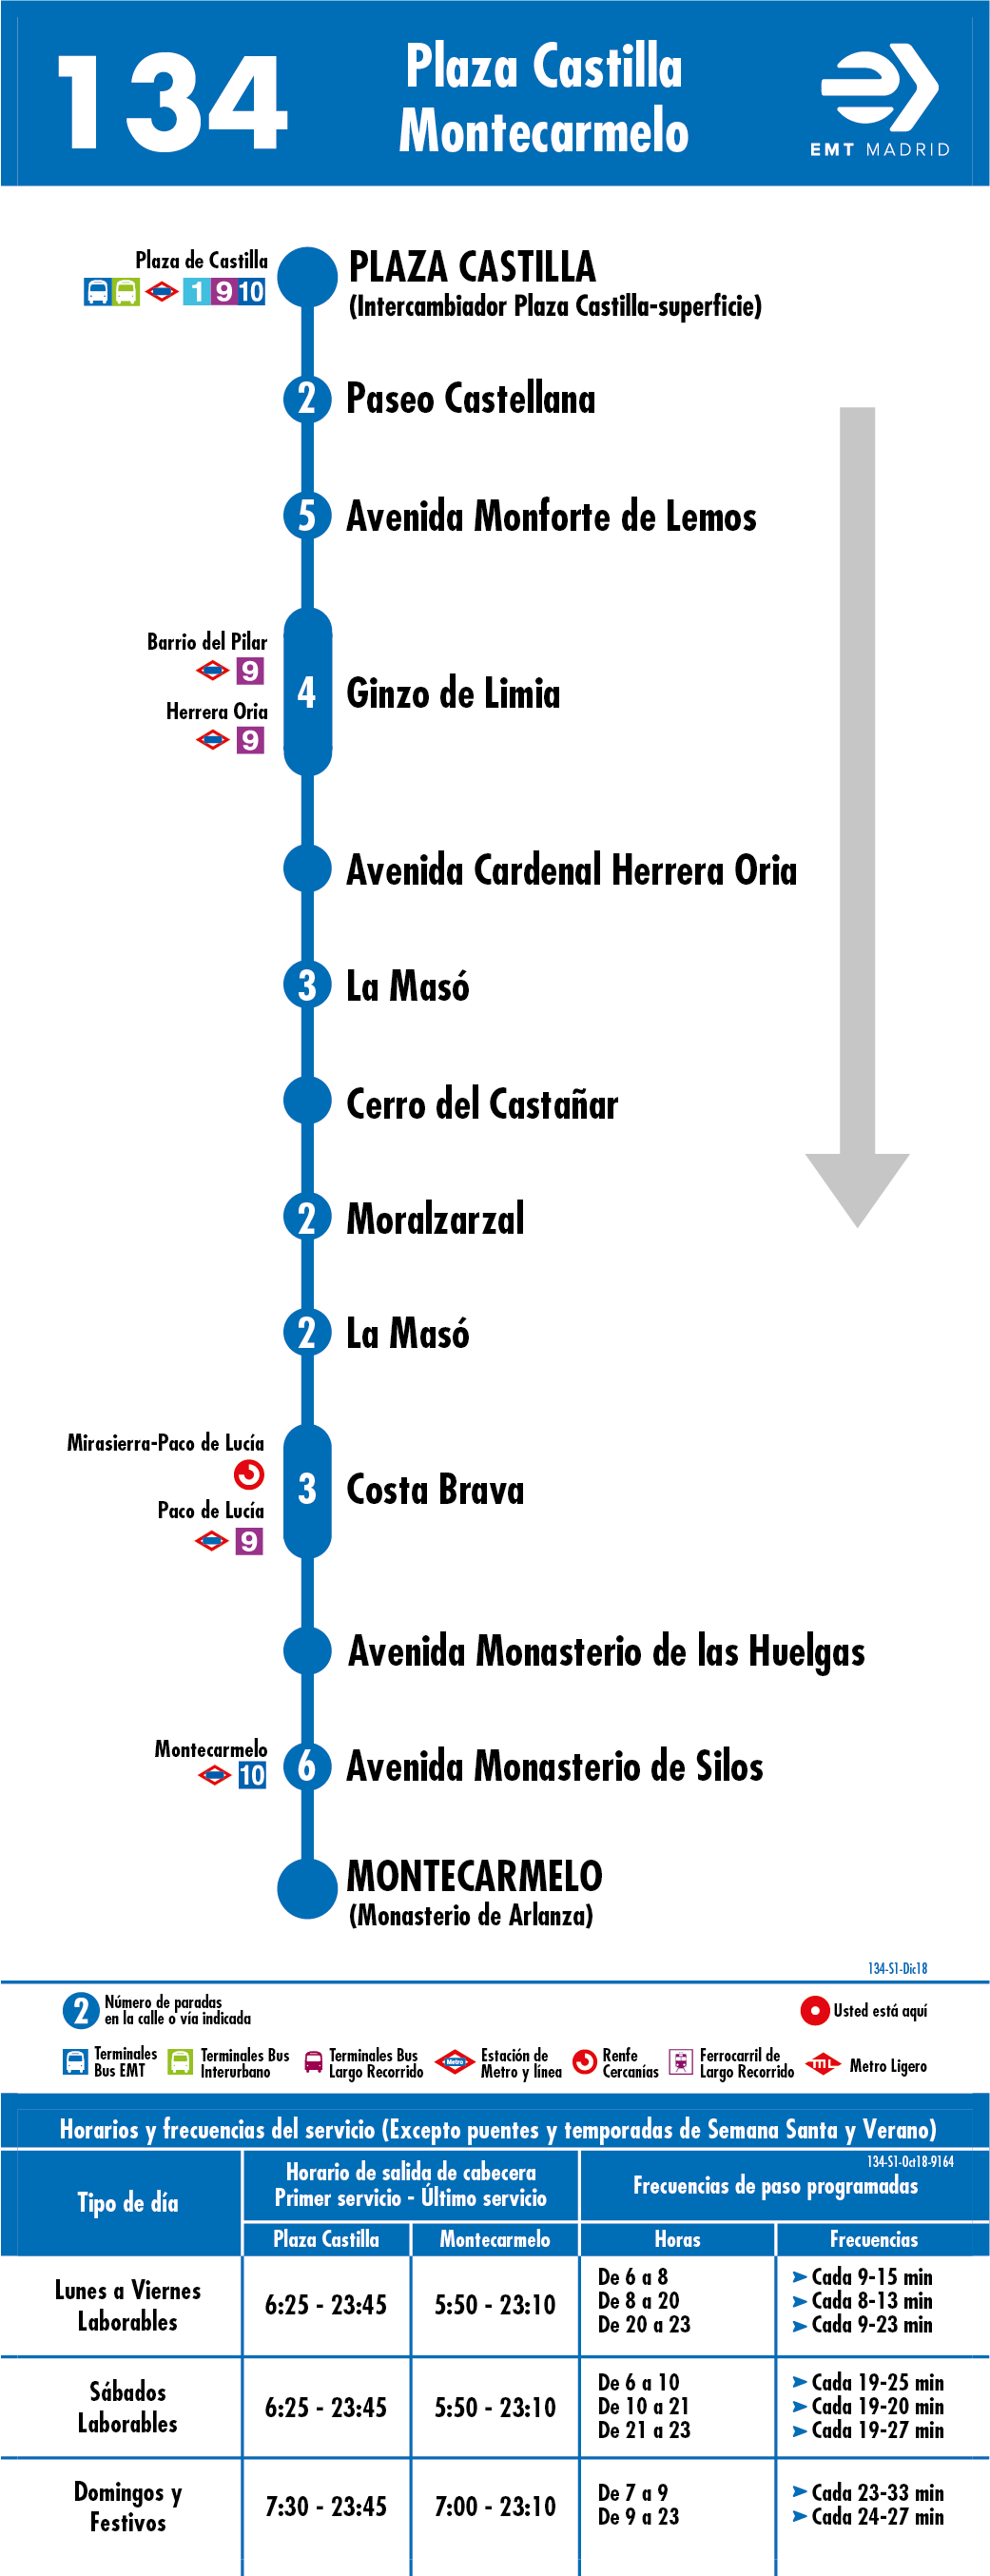 134
Plaza Castilla
Montecarmelo
EMT MADRID
Plaza de Castilla
1 9 10
PLAZA CASTILLA
(Intercambiador Plaza Castilla-superficie)
2 Paseo Castellana
5 Avenida Monforte de Lemos
Barrio del Pilar
9
Herrera Oria
9
4 Ginzo de Limia
Avenida Cardenal Herrera Oria
3 La Masó
Cerro del Castañar
2 Moralzarzal
2 La Masó
Mirasierra-Paco de Lucía
Paco de Lucía
9
3 Costa Brava
Avenida Monasterio de las Huelgas
Montecarmelo
10
6 Avenida Monasterio de Silos
MONTECARMELO
(Monasterio de Arlanza)
134-S1-Dic18
2 Número de paradas
en la calle o vía indicada
Usted está aquí
Terminales
Bus EMT
Terminales Bus
Interurbano
Terminales Bus
Largo Recorrido
Metro
Estación de
Metro y línea
Renfe
Cercanías
Ferrocarril de
Largo Recorrido
ML
Metro Ligero
Horarios y frecuencias del servicio (Excepto puentes y temporadas de Semana Santa y Verano)
134-S1-Oct18-9164
Tipo de día
Horario de salida de cabecera
Primer servicio - Último servicio
Frecuencias de paso programadas
Plaza Castilla
Montecarmelo
Horas
Frecuencias
Lunes a Viernes
Laborables
6:25 - 23:45
5:50 - 23:10
De 6 a 8 Cada 9-15 min
De 8 a 20 Cada 8-13 min
De 20 a 23 Cada 9-23 min
Sábados
Laborables
6:25 - 23:45
5:50 - 23:10
De 6 a 10 Cada 19-25 min
De 10 a 21 Cada 19-20 min
De 21 a 23 Cada 19-27 min
Domingos y
Festivos
7:30 - 23:45
7:00 - 23:10
De 7 a 9 Cada 23-33 min
De 9 a 23 Cada 24-27 min